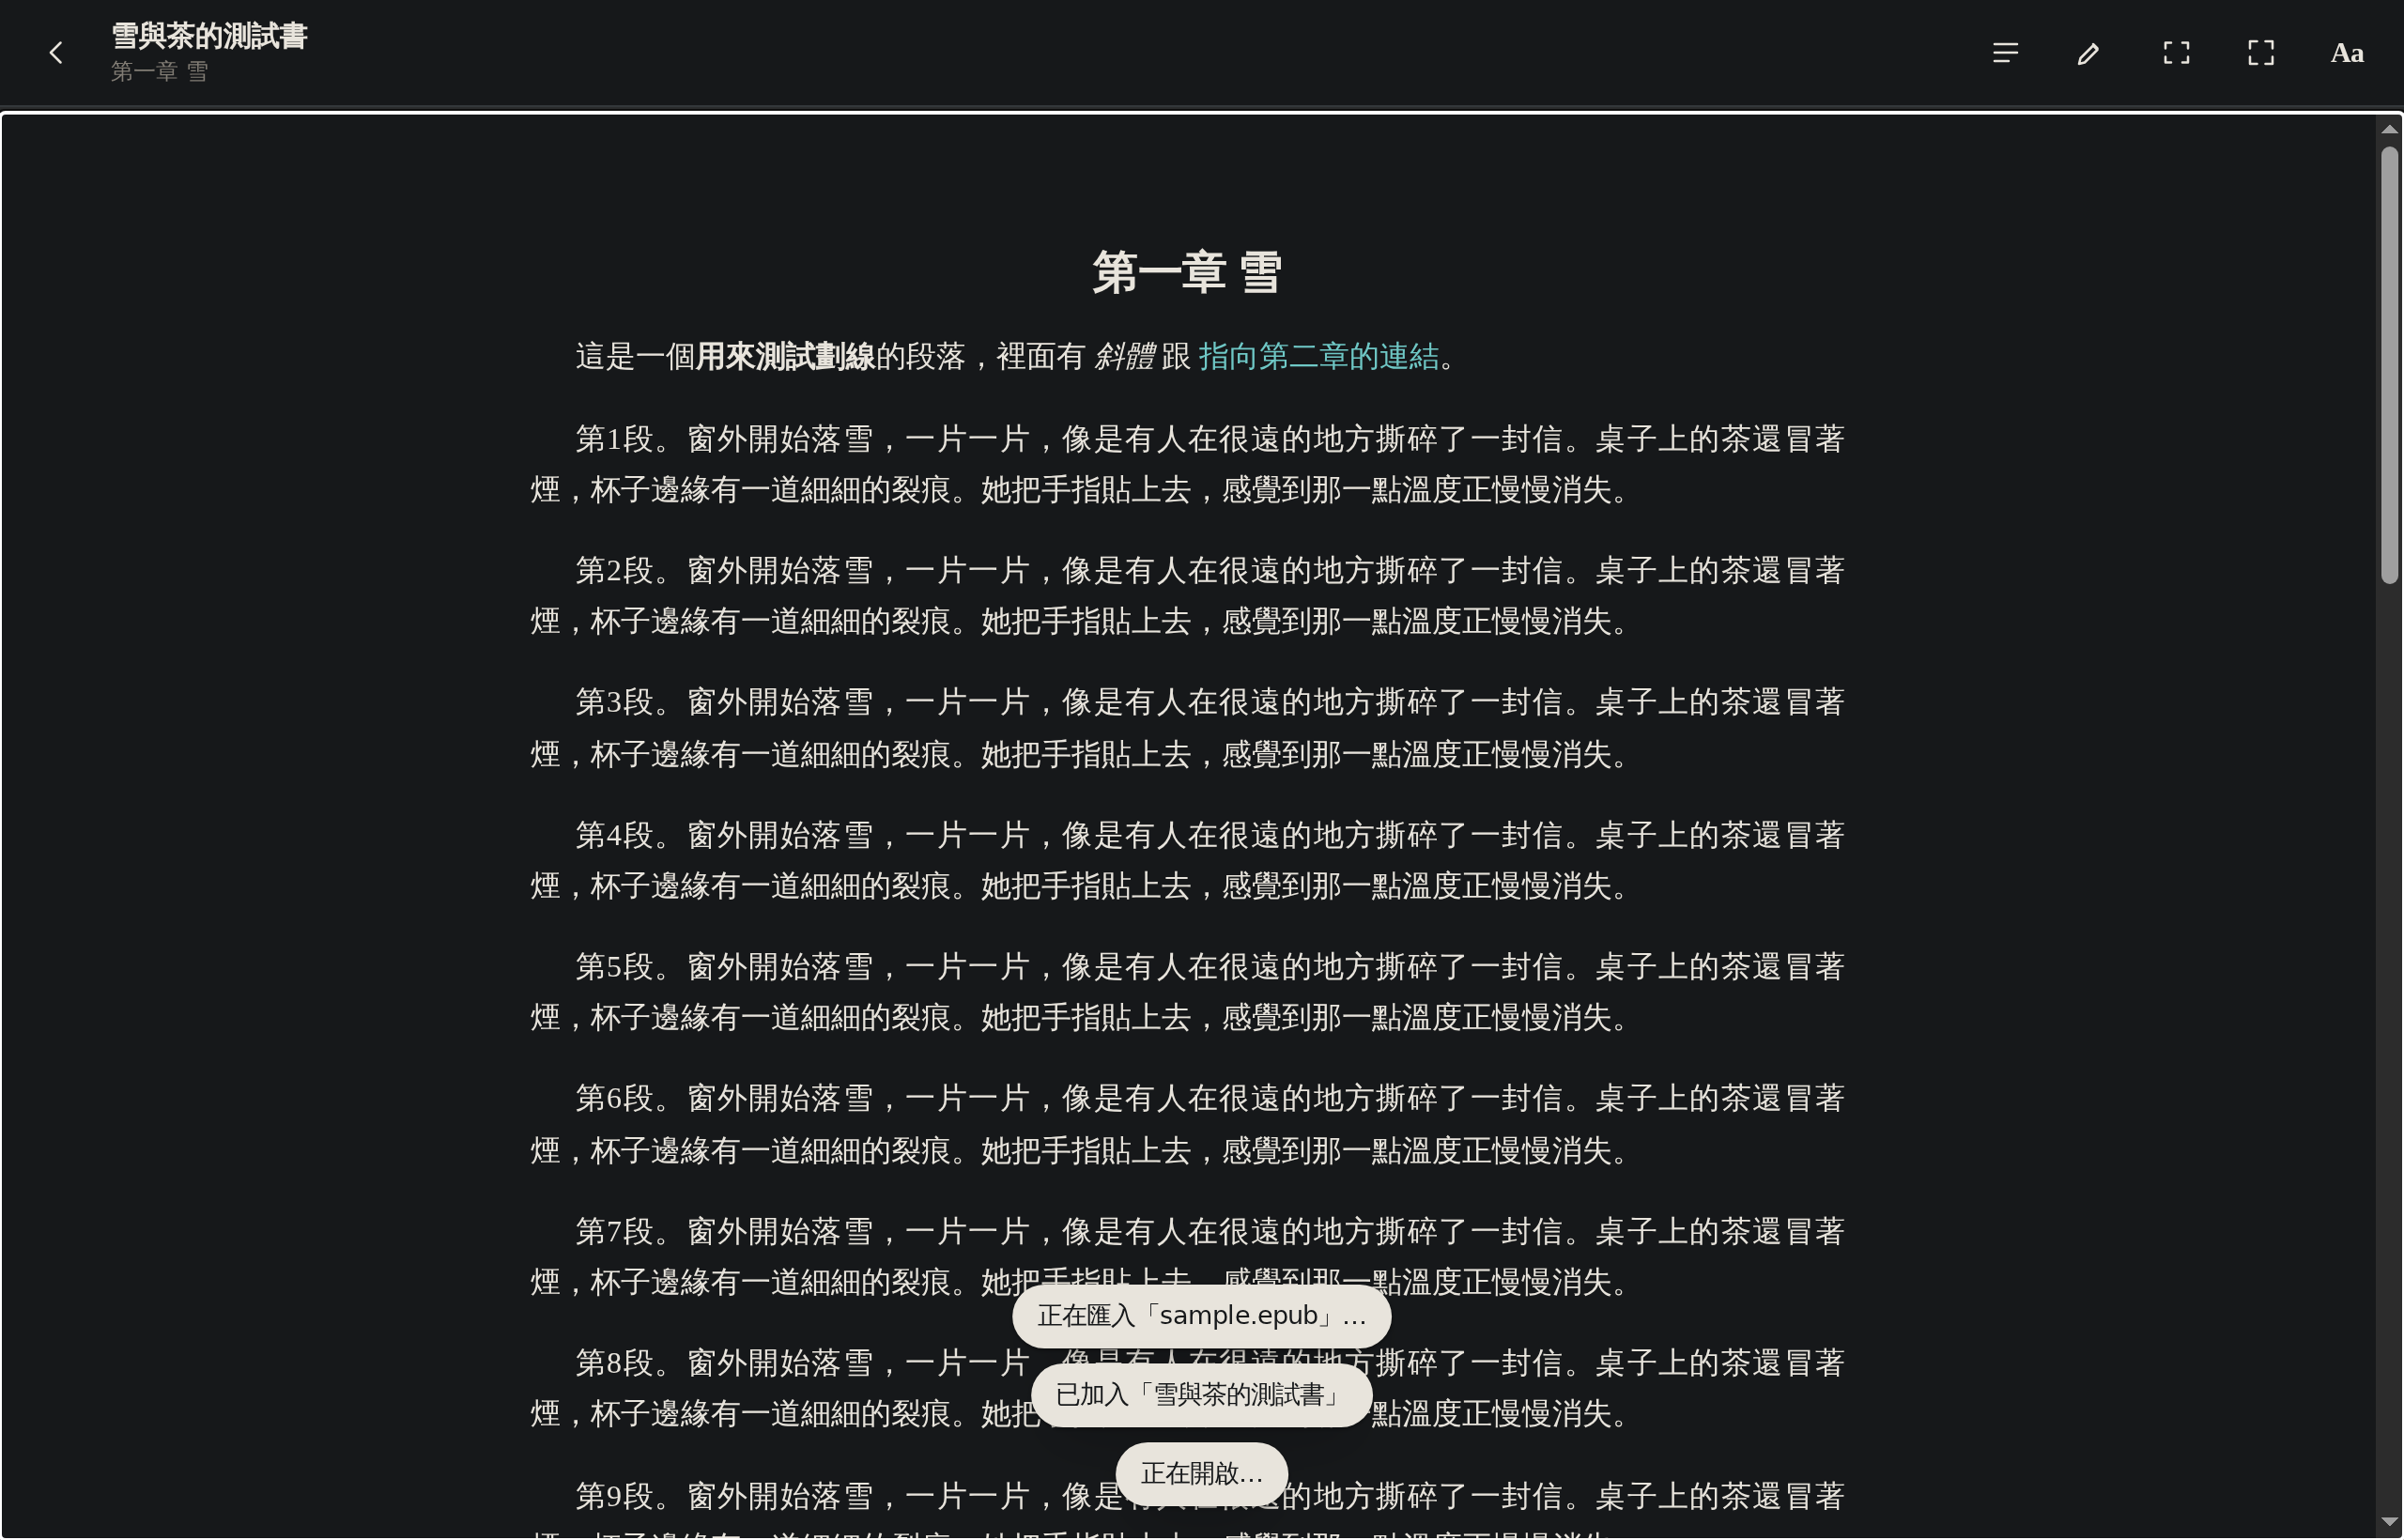 雪與茶的測試書
第一章 雪
Aa
第一章 雪
這是一個用來測試劃線的段落，裡面有 斜體 跟 指向第二章的連結。
第1段。窗外開始落雪，一片一片，像是有人在很遠的地方撕碎了一封信。桌子上的茶還冒著
煙，杯子邊緣有一道細細的裂痕。她把手指貼上去，感覺到那一點溫度正慢慢消失。
第2段。窗外開始落雪，一片一片，像是有人在很遠的地方撕碎了一封信。桌子上的茶還冒著
煙，杯子邊緣有一道細細的裂痕。她把手指貼上去，感覺到那一點溫度正慢慢消失。
第3段。窗外開始落雪，一片一片，像是有人在很遠的地方撕碎了一封信。桌子上的茶還冒著
煙，杯子邊緣有一道細細的裂痕。她把手指貼上去，感覺到那一點溫度正慢慢消失。
第4段。窗外開始落雪，一片一片，像是有人在很遠的地方撕碎了一封信。桌子上的茶還冒著
煙，杯子邊緣有一道細細的裂痕。她把手指貼上去，感覺到那一點溫度正慢慢消失。
第5段。窗外開始落雪，一片一片，像是有人在很遠的地方撕碎了一封信。桌子上的茶還冒著
煙，杯子邊緣有一道細細的裂痕。她把手指貼上去，感覺到那一點溫度正慢慢消失。
第6段。窗外開始落雪，一片一片，像是有人在很遠的地方撕碎了一封信。桌子上的茶還冒著
煙，杯子邊緣有一道細細的裂痕。她把手指貼上去，感覺到那一點溫度正慢慢消失。
第7段。窗外開始落雪，一片一片，像是有人在很遠的地方撕碎了一封信。桌子上的茶還冒著
煙，杯子邊緣有一道細細的裂痕。她把手指貼上去，感覺到那一點溫度正慢慢消失。
正在匯入「sample.epub」…
第8段。窗外開始落雪，一片一片，像是有人在很遠的地方撕碎了一封信。桌子上的茶還冒著
已加入「雪與茶的測試書」
煙，杯子邊緣有一道細細的裂痕。她把 點溫度正慢慢消失。
正在開啟…
第9段。窗外開始落雪，一片一片，像是 的地方撕碎了一封信。桌子上的茶還冒著